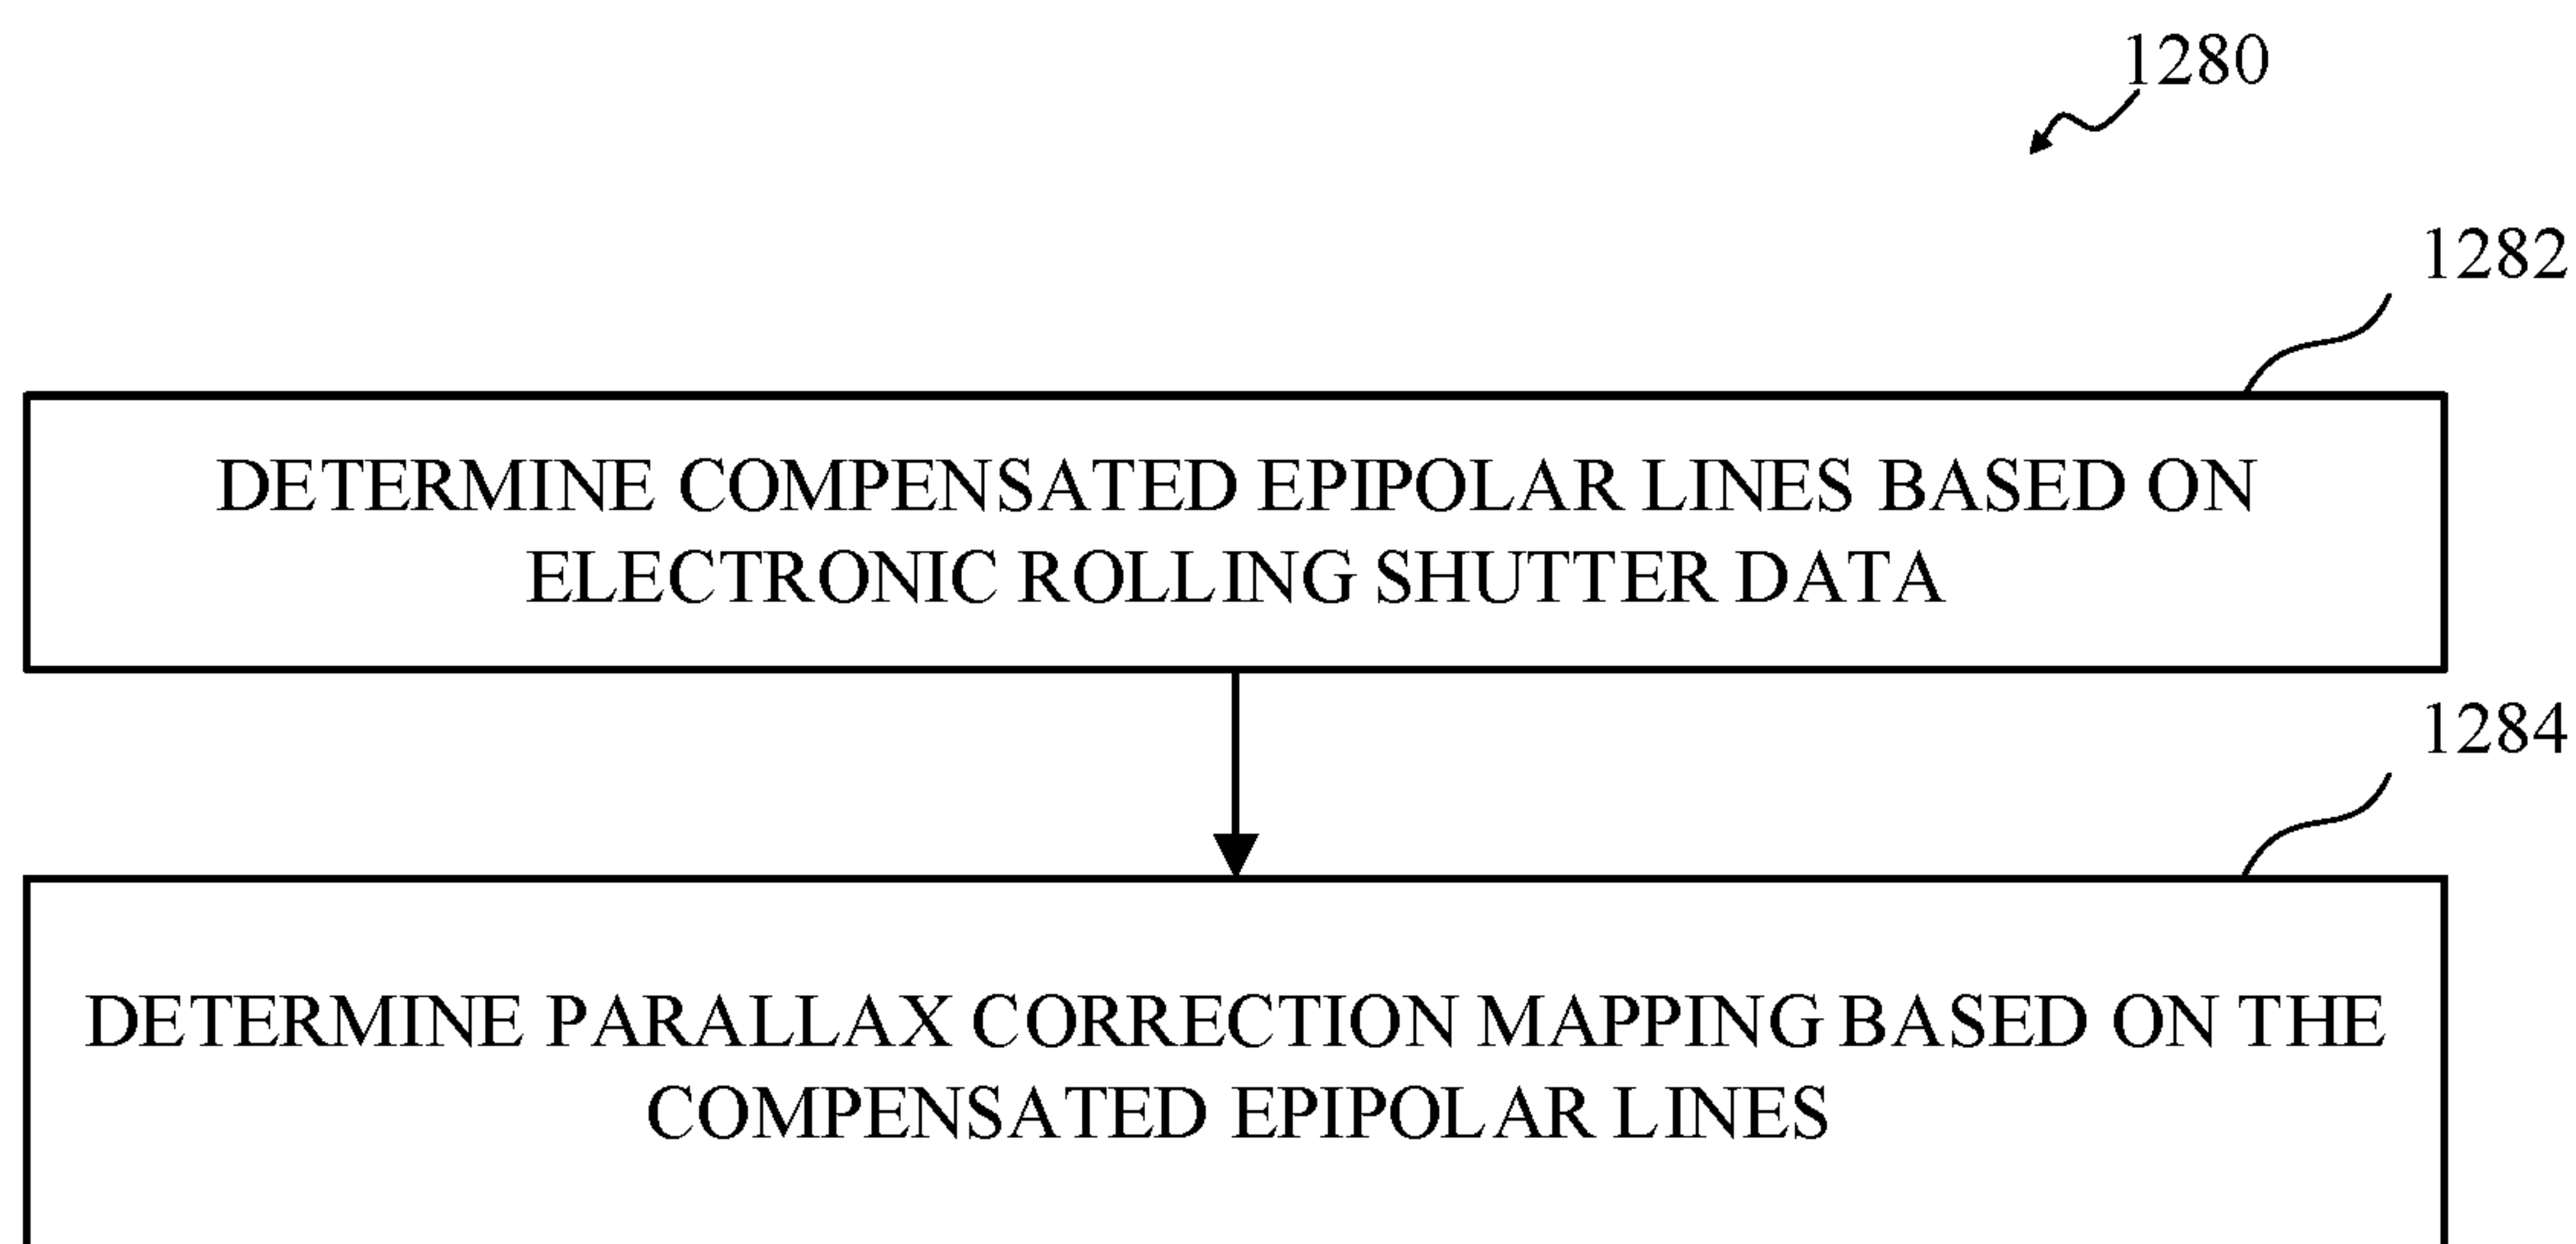 1280
1282
DETERMINE COMPENSATED EPIPOLAR LINES BASED ON
ELECTRONIC ROLLING SHUTTER DATA
1284
DETERMINE PARALLAX CORRECTION MAPPING BASED ON THE
COMPENSATED EPIPOLAR LINES